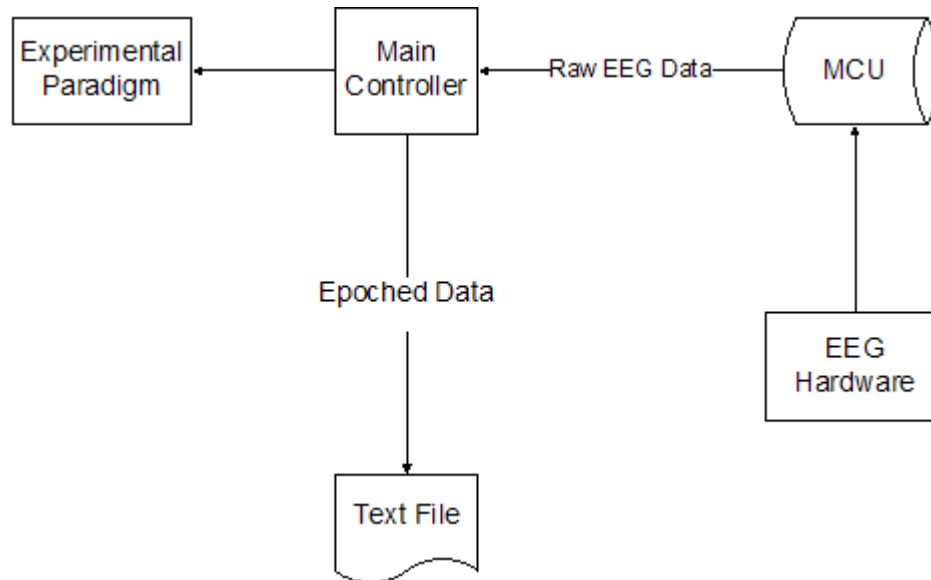 Experimental
Paradigm
Main
Controller
Raw EEG Data
MCU
Epoched Data
EEG
Hardware
Text File